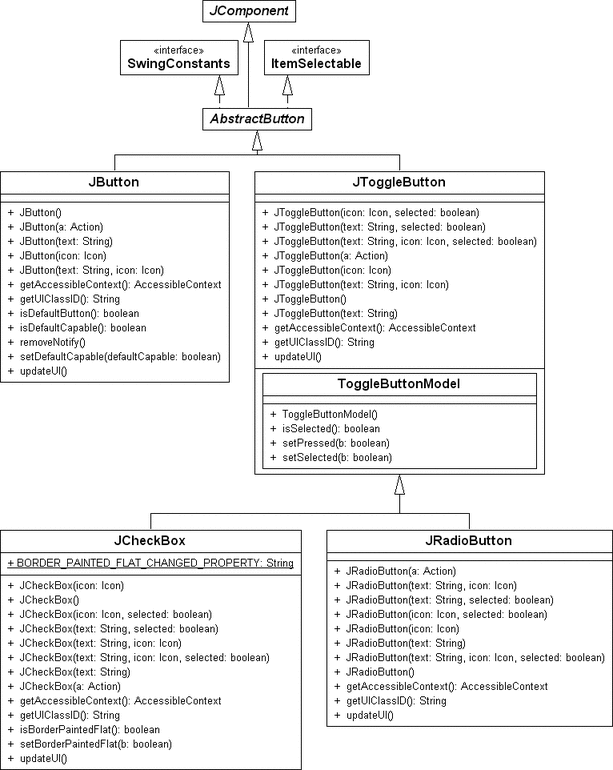 JComponent
«interface»
SwingConstants
«interface»
ItemSelectable
AbstractButton
JButton
+ JButton()
+ JButton(a: Action)
+ JButton(text: String)
+ JButton(icon: Icon)
+ JButton(text: String, icon: Icon)
+ getAccessibleContext(): AccessibleContext
+ getUIClassID(): String
+ isDefaultButton(): boolean
+ isDefaultCapable(): boolean
+ removeNotify()
+ setDefaultCapable(defaultCapable: boolean)
+ updateUI()
JToggleButton
+ JToggleButton(icon: Icon, selected: boolean)
+ JToggleButton(text: String, selected: boolean)
+ JToggleButton(text: String, icon: Icon, selected: boolean)
+ JToggleButton(a: Action)
+ JToggleButton(icon: Icon)
+ JToggleButton(text: String, icon: Icon)
+ JToggleButton()
+ JToggleButton(text: String)
+ getAccessibleContext(): AccessibleContext
+ getUIClassID(): String
+ updateUI()
ToggleButtonModel
+ ToggleButtonModel()
+ isSelected(): boolean
+ setPressed(b: boolean)
+ setSelected(b: boolean)
JCheckBox
+ BORDER_PAINTED_FLAT_CHANGED_PROPERTY: String
+ JCheckBox(icon: Icon)
+ JCheckBox()
+ JCheckBox(icon: Icon, selected: boolean)
+ JCheckBox(text: String, selected: boolean)
+ JCheckBox(text: String, icon: Icon)
+ JCheckBox(text: String, icon: Icon, selected: boolean)
+ JCheckBox(text: String)
+ JCheckBox(a: Action)
+ getAccessibleContext(): AccessibleContext
+ getUIClassID(): String
+ isBorderPaintedFlat(): boolean
+ setBorderPaintedFlat(b: boolean)
+ updateUI()
JRadioButton
+ JRadioButton(a: Action)
+ JRadioButton(text: String, icon: Icon)
+ JRadioButton(text: String, selected: boolean)
+ JRadioButton(icon: Icon, selected: boolean)
+ JRadioButton(icon: Icon)
+ JRadioButton(text: String)
+ JRadioButton(text: String, icon: Icon, selected: boolean)
+ JRadioButton()
+ getAccessibleContext(): AccessibleContext
+ getUIClassID(): String
+ updateUI()